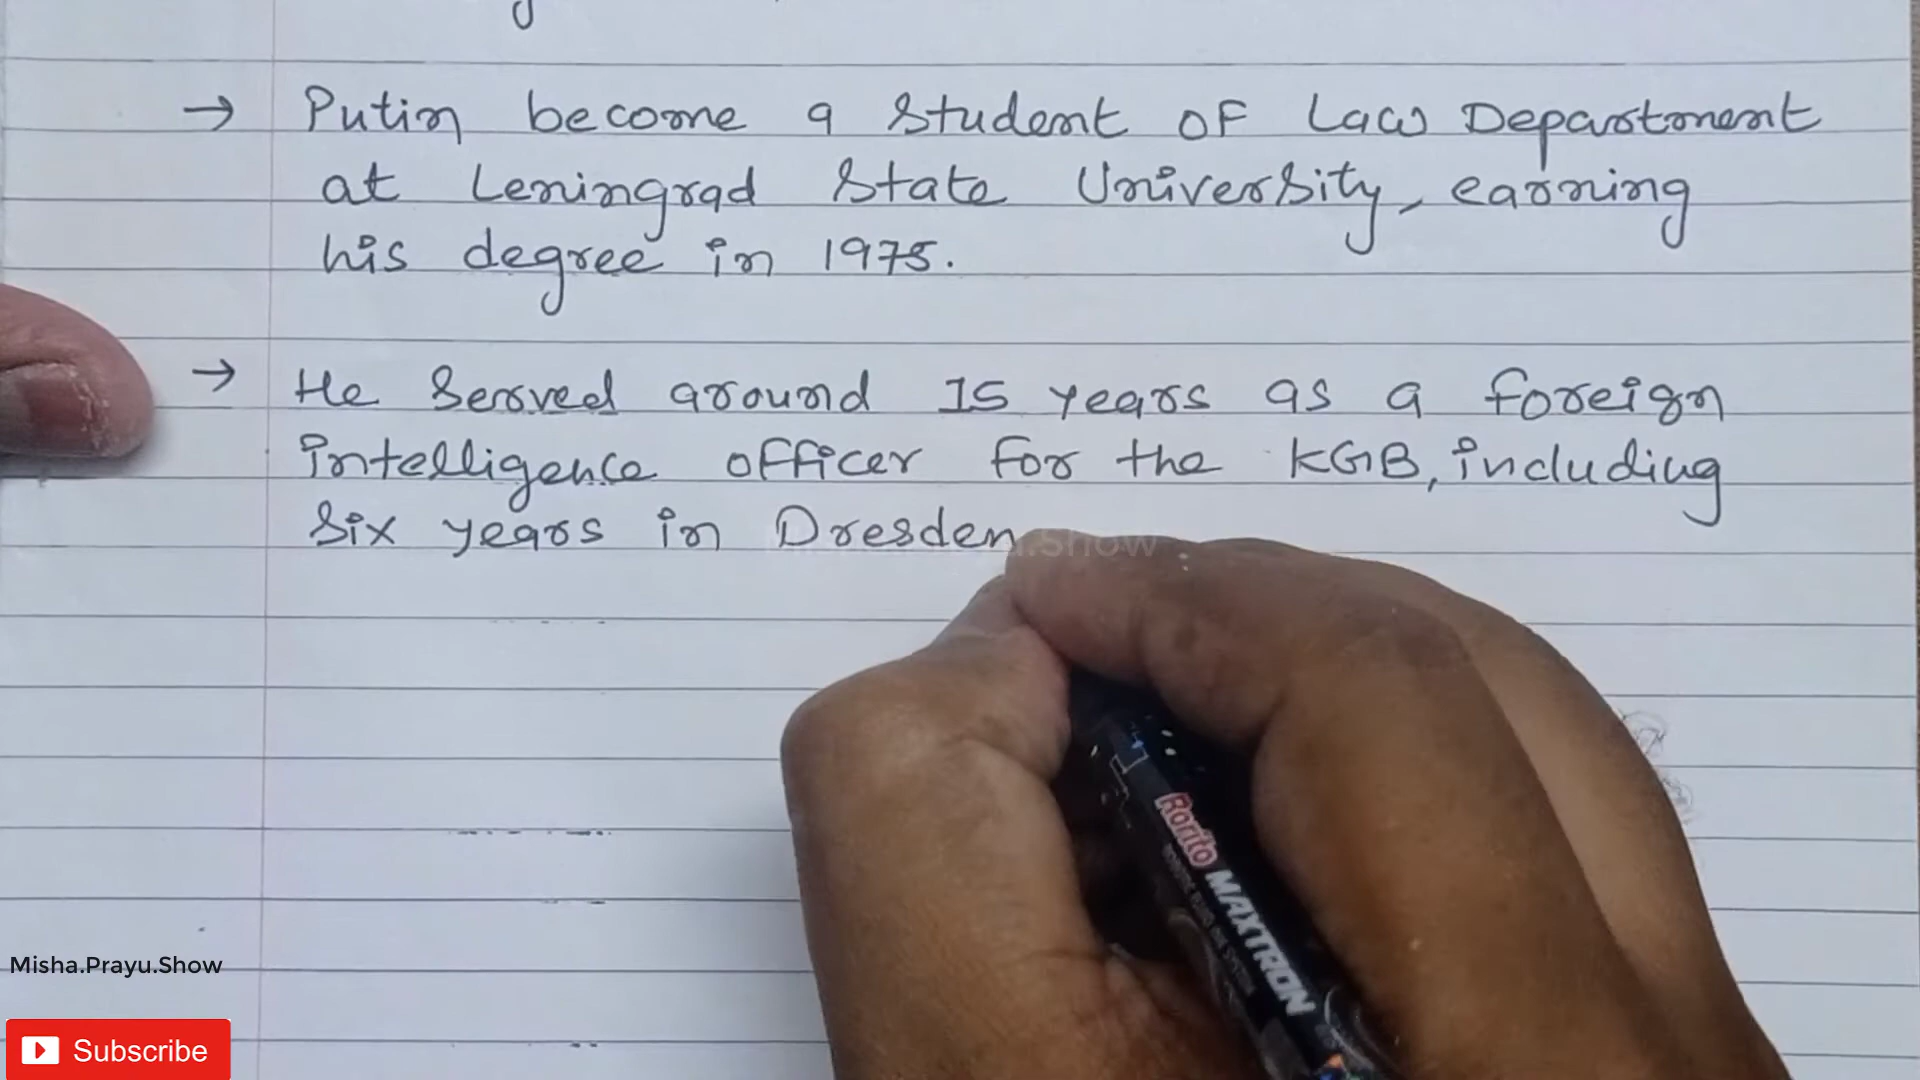 → Putin become a student of Law Department
at Leningrad State University, earning
his degree in 1975.
→ He served around 15 years as a foreign
intelligence officer for the KGB, including
six years in Dresden
Rorito MAXTRON
Misha.Prayu.Show
Subscribe